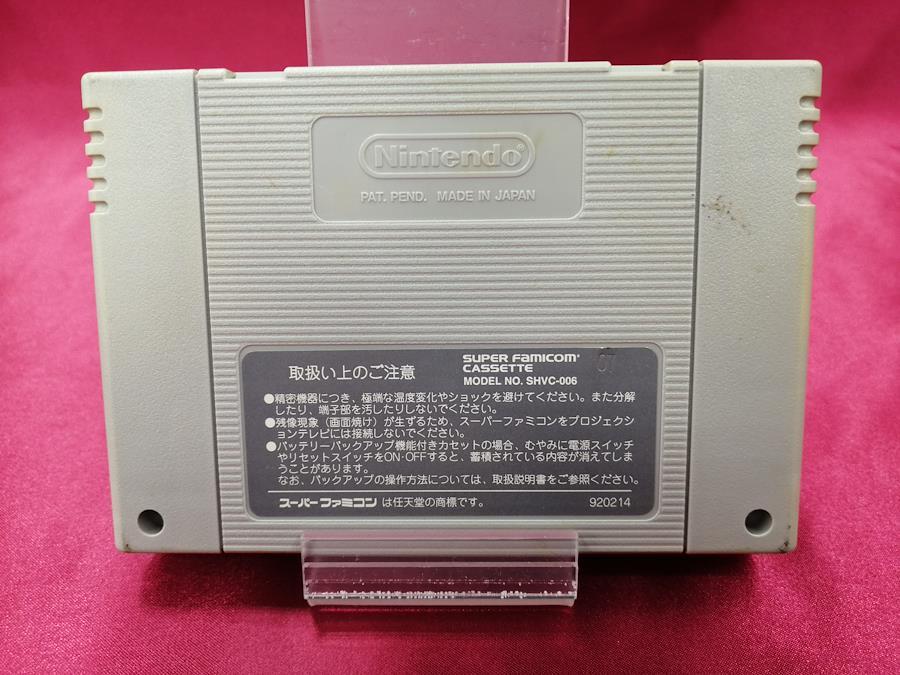 Nintendo®
PAT. PEND. MADE IN JAPAN
取扱い上のご注意
SUPER FAMICOM®
CASSETTE
MODEL NO. SHVC-006
07
●精密機器につき、極端な温度変化やショックを避けてください。また分解
したり、端子部を汚したりしないでください。
●残像現象（画面焼け）が生ずるため、スーパーファミコンをプロジェクシ
ョンテレビには接続しないでください。
●バッテリーバックアップ機能付きカセットの場合、むやみに電源スイッチ
やリセットスイッチをON・OFFすると、蓄積されている内容が消えてしま
うことがあります。
なお、バックアップの操作方法については、取扱説明書をご参照ください。
スーパーファミコン は任天堂の商標です。
920214